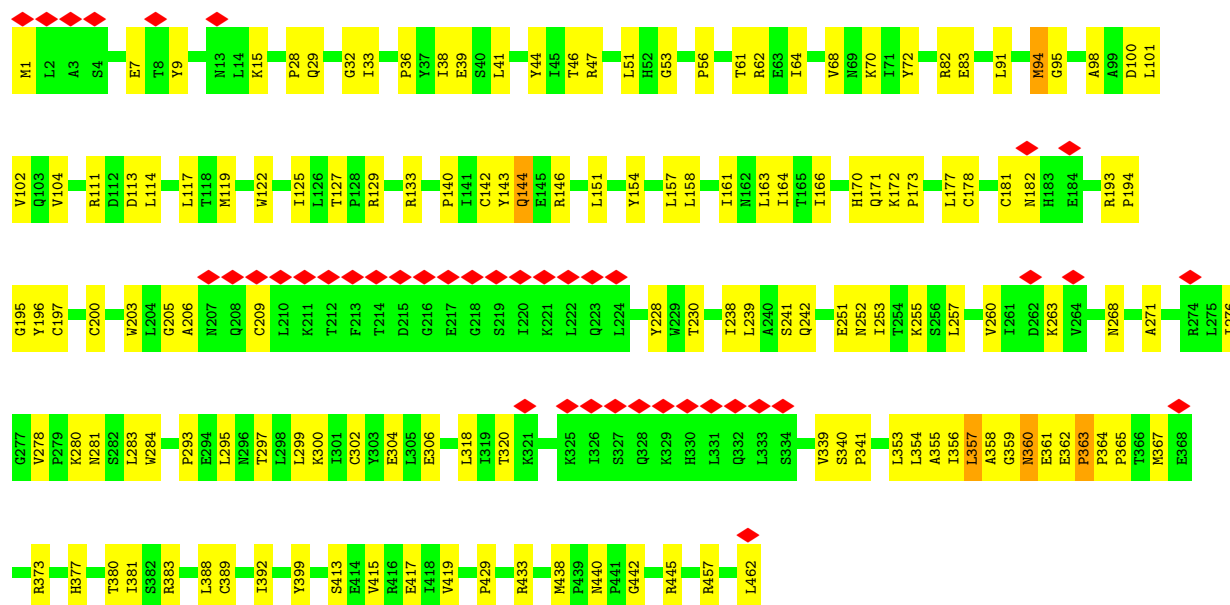 M1 L2 A3 S4 E7 T8 Y9 N13 L14 K15 P28 Q29 G32 I33 P36 Y37 I38 E39 S40 L41 Y44 I45 T46 R47 L51 H52 G53 P56 T61 R62 E63 I64 V68 N69 K70 I71 Y72 R82 E83 L91 M94 G95 A98 A99 D100 L101
V102 Q103 V104 R111 D112 D113 L114 L117 T118 M119 W122 I125 L126 T127 P128 R129 R133 P140 I141 C142 Y143 Q144 E145 R146 L151 Y154 L157 L158 I161 N162 L163 I164 T165 I166 H170 Q171 K172 P173 L177 C178 C181 N182 H183 E184 R193 P194
G195 Y196 C197 C200 W203 L204 G205 A206 N207 Q208 C209 L210 K211 T212 F213 T214 D215 G216 E217 G218 S219 I220 K221 L222 Q223 L224 Y228 W229 T230 I238 L239 A240 S241 Q242 E251 N252 I253 T254 K255 S256 L257 V260 I261 D262 K263 V264 N268 A271 R274 L275 I276
G277 V278 P279 K280 N281 S282 L283 W284 P293 E294 L295 N296 T297 L298 L299 K300 I301 C302 Y303 E304 L305 E306 L318 I319 T320 K321 K325 I326 S327 Q328 K329 H330 L331 Q332 L333 S334 V339 S340 P341 L353 L354 A355 I356 L357 A358 G359 N360 E361 E362 P363 P364 P365 T366 M367 E368
R373 H377 T380 I381 S382 R383 L388 C389 I392 Y399 S413 E414 V415 R416 E417 I418 V419 P429 R433 M438 P439 N440 P441 G442 R445 R457 L462